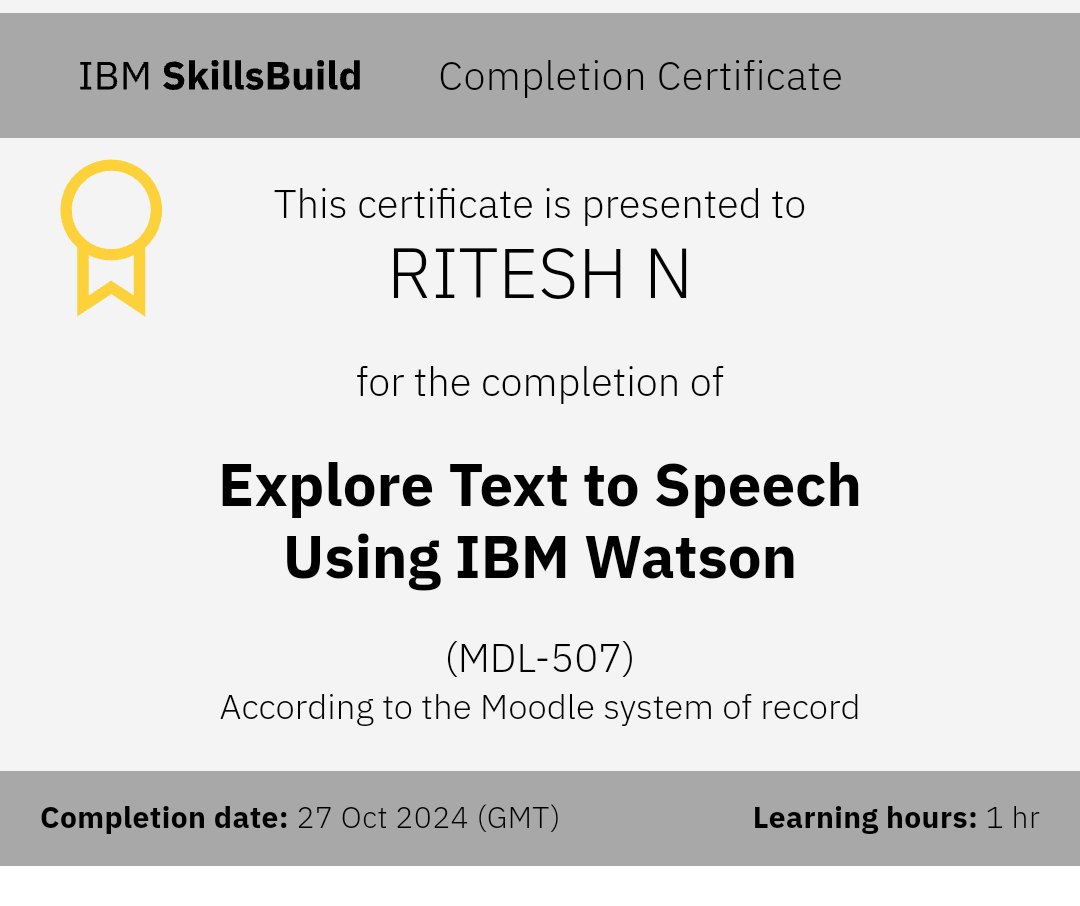 IBM SkillsBuild Completion Certificate
This certificate is presented to
RITESH N
for the completion of
Explore Text to Speech
Using IBM Watson
(MDL-507)
According to the Moodle system of record
Completion date: 27 Oct 2024 (GMT) Learning hours: 1 hr